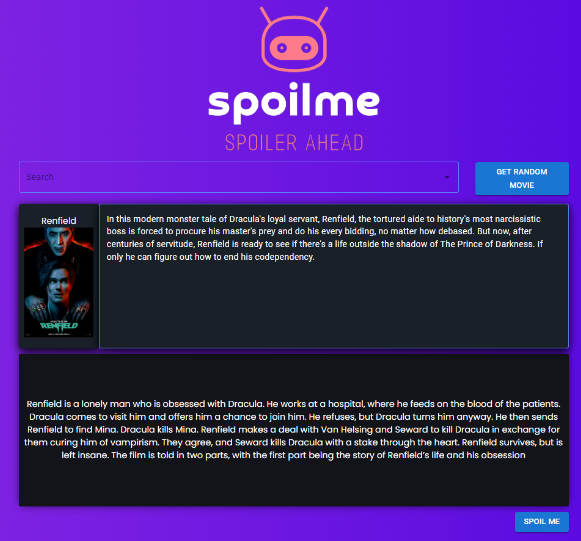 spoilme
SPOILER AHEAD
Search
GET RANDOM
MOVIE
Renfield
RENFIELD
In this modern monster tale of Dracula's loyal servant, Renfield, the tortured aide to history's most narcissistic
boss is forced to procure his master's prey and do his every bidding, no matter how debased. But now, after
centuries of servitude, Renfield is ready to see if there's a life outside the shadow of The Prince of Darkness. If
only he can figure out how to end his codependency.
Renfield is a lonely man who is obsessed with Dracula. He works at a hospital, where he feeds on the blood of the patients.
Dracula comes to visit him and offers him a chance to join him. He refuses, but Dracula turns him anyway. He then sends
Renfield to find Mina. Dracula kills Mina. Renfield makes a deal with Van Helsing and Seward to kill Dracula in exchange for
them curing him of vampirism. They agree, and Seward kills Dracula with a stake through the heart. Renfield survives, but is
left insane. The film is told in two parts, with the first part being the story of Renfield's life and his obsession
SPOIL ME